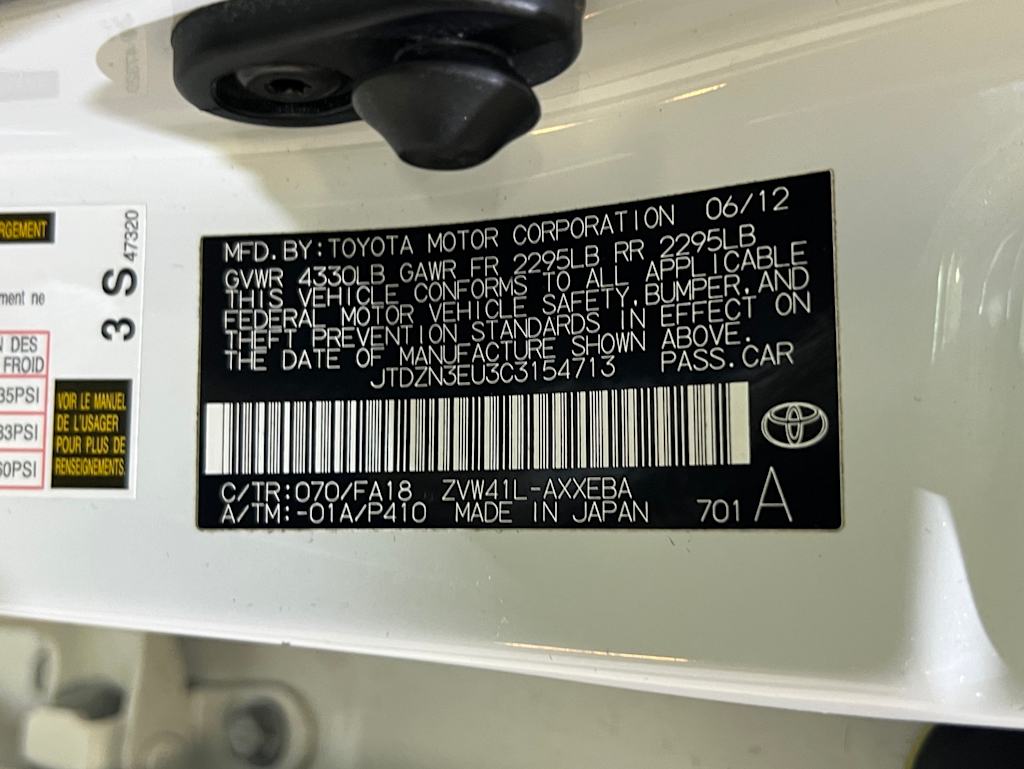 MFD.BY:TOYOTA MOTOR CORPORATION 06/12
GVWR 4330LB GAWR FR 2295LB RR 2295LB
THIS VEHICLE CONFORMS TO ALL APPLICABLE
FEDERAL MOTOR VEHICLE SAFETY,BUMPER,AND
THEFT PREVENTION STANDARDS IN EFFECT ON
THE DATE OF MANUFACTURE SHOWN ABOVE.
JTDZN3EU3C3154713 PASS.CAR
C/TR:070/FA18 ZVW41L-AXXEBA
A/TM:-01A/P410 MADE IN JAPAN 701 A
3 S 47320
ment ne
DES
FROID
35PSI
33PSI
60PSI
VOIR LE MANUEL
DE L'USAGER
POUR PLUS DE
RENSEIGNEMENTS